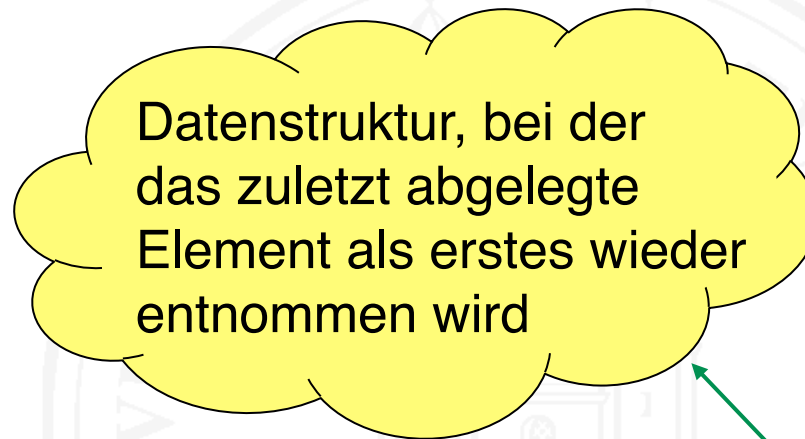 Datenstruktur, bei der
das zuletzt abgelegte
Element als erstes wieder
entnommen wird